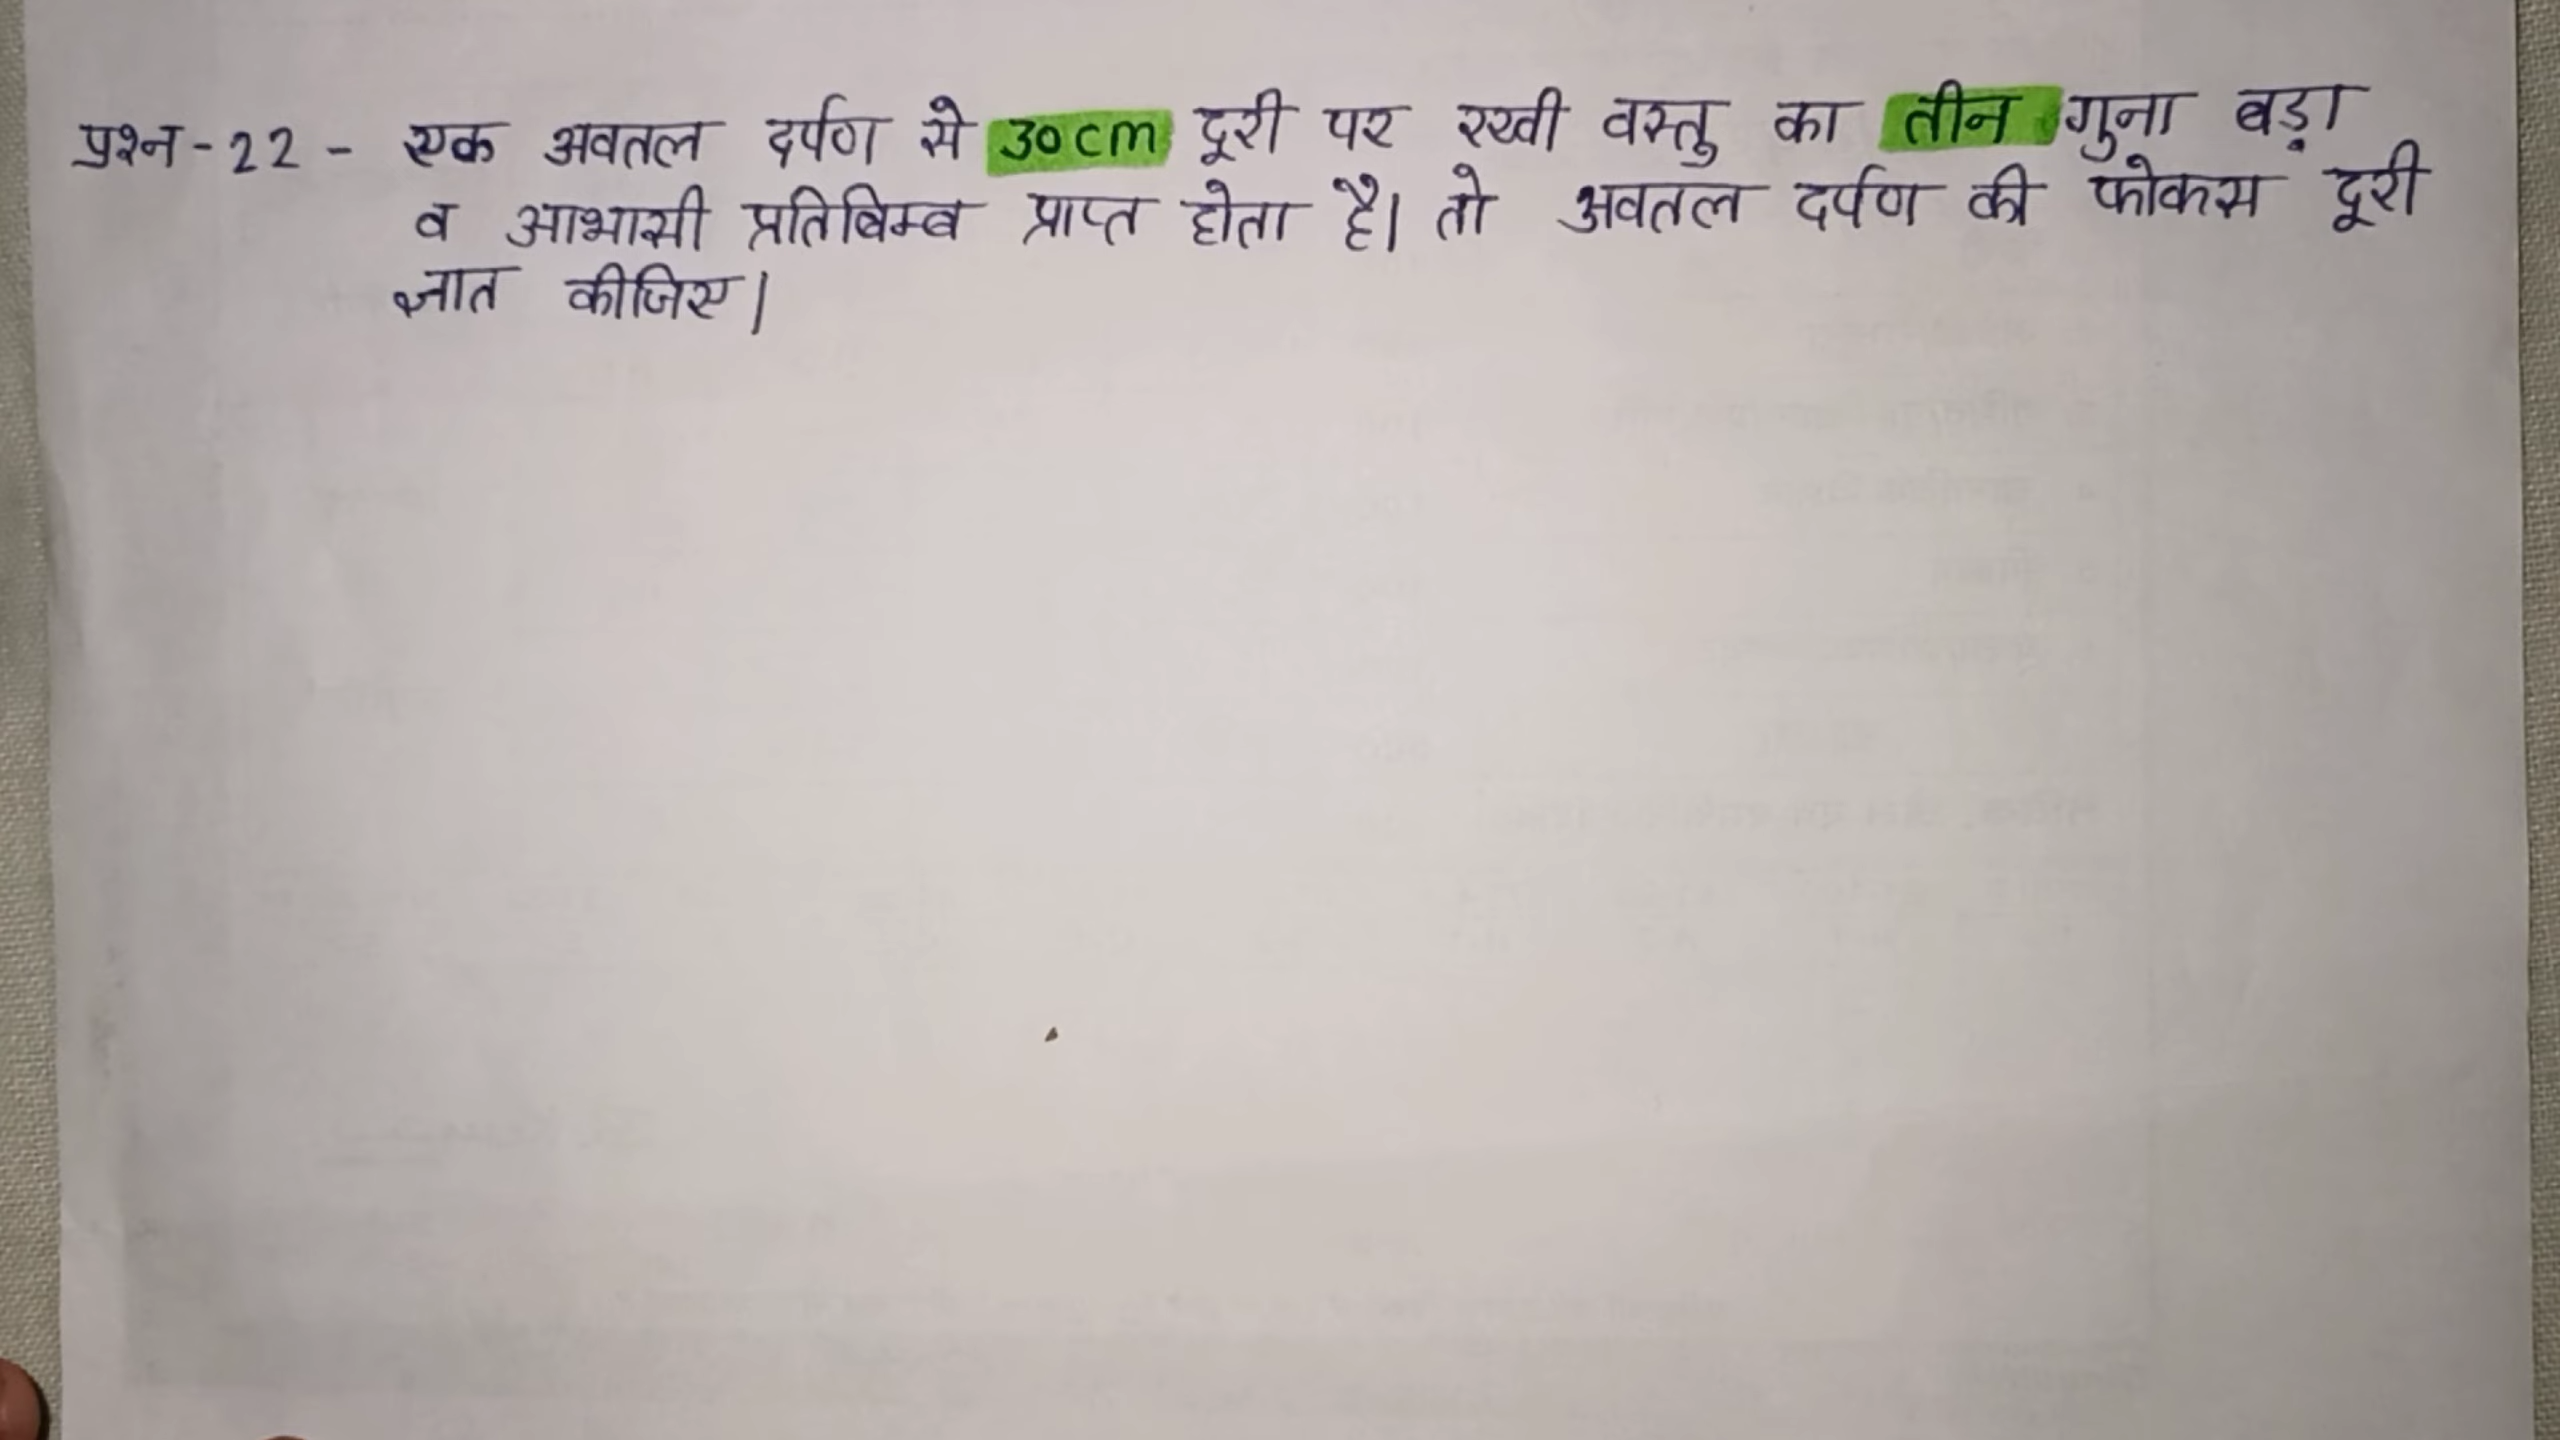 प्रश्न-22 - एक अवतल दर्पण से 30cm दूरी पर रखी वस्तु का तीन गुना बड़ा
व आभासी प्रतिबिम्ब प्राप्त होता है। तो अवतल दर्पण की फोकस दूरी
ज्ञात कीजिए।